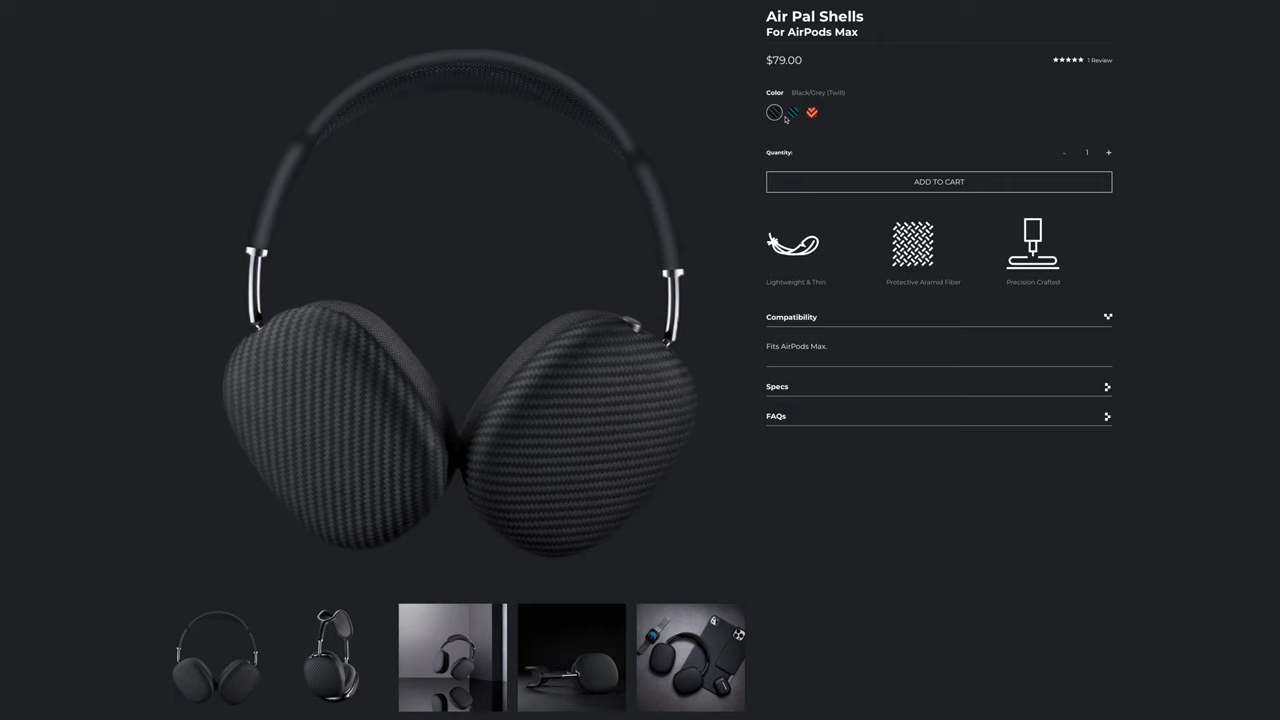 Air Pal Shells
For AirPods Max
$79.00
★★★★★ 1 Review
Color Black/Grey (Twill)
Quantity:
– 1 +
ADD TO CART
Lightweight & Thin
Protective Aramid Fiber
Precision Crafted
Compatibility
Fits AirPods Max.
Specs
FAQs